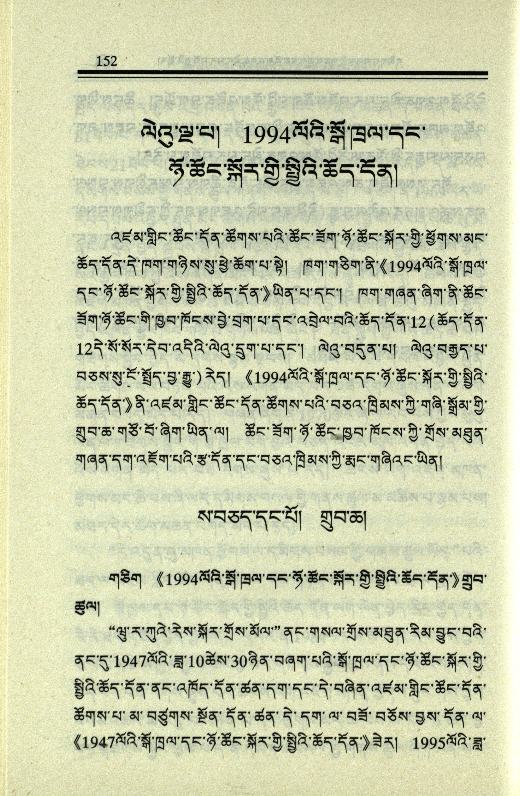 152
ལེའུ་ལྔ་པ།  1994ལོའི་སྒོ་ཁྲལ་དང་
ཉོ་ཚོང་སྐོར་གྱི་སྤྱིའི་ཆོད་དོན།
འཛམ་གླིང་ཚོང་དོན་ཚོགས་པའི་ཚོང་ཟོག་ཉོ་ཚོང་སྐོར་གྱི་ཕྱོགས་མང་
ཆོད་དོན་དེ་ཁག་གཉིས་སུ་ཕྱེ་ཆོག་པ་སྟེ།  ཁག་གཅིག་ནི《1994ལོའི་སྒོ་ཁྲལ་
དང་ཉོ་ཚོང་སྐོར་གྱི་སྤྱིའི་ཆོད་དོན》ཡིན་པ་དང་།  ཁག་གཞན་ཞིག་ནི་ཚོང་
ཟོག་ཉོ་ཚོང་གི་ཁྱབ་ཁོངས་བྱེ་བྲག་པ་དང་འབྲེལ་བའི་ཆོད་དོན་12(ཆོད་དོན་
12དེ་སོ་སོར་དེབ་འདིའི་ལེའུ་དྲུག་པ་དང་།  ལེའུ་བདུན་པ།  ལེའུ་བརྒྱད་པ་
བཅས་སུ་ངོ་སྤྲོད་བྱ་རྒྱུ)རེད། 《1994ལོའི་སྒོ་ཁྲལ་དང་ཉོ་ཚོང་སྐོར་གྱི་སྤྱིའི་
ཆོད་དོན》ནི་འཛམ་གླིང་ཚོང་དོན་ཚོགས་པའི་བཅའ་ཁྲིམས་ཀྱི་གཞི་སྒྲོམ་གྱི་
གྲུབ་ཆ་གཙོ་བོ་ཞིག་ཡིན་ལ།  ཚོང་ཟོག་ཉོ་ཚོང་ཁྱབ་ཁོངས་ཀྱི་གྲོས་མཐུན་
གཞན་དག་འཇོག་པའི་རྩ་དོན་དང་བཅའ་ཁྲིམས་ཀྱི་རྨང་གཞིའང་ཡིན།
ས་བཅད་དང་པོ།  གྲུབ་ཆ།
གཅིག 《1994ལོའི་སྒོ་ཁྲལ་དང་ཉོ་ཚོང་སྐོར་གྱི་སྤྱིའི་ཆོད་དོན》གྲུབ་
ཚུལ།
“ལྷུ་ར་ཀུའེ་རེས་སྐོར་གྲོས་མོལ”ནང་གསལ་གྲོས་མཐུན་རིམ་བྱུང་བའི་
ནང་དུ་1947ལོའི་ཟླ་10ཚེས་30ཉིན་བཞག་པའི་སྒོ་ཁྲལ་དང་ཉོ་ཚོང་སྐོར་གྱི་
སྤྱིའི་ཆོད་དོན་ནང་འཁོད་དོན་ཚན་དག་དང་དེ་བཞིན་འཛམ་གླིང་ཚོང་དོན་
ཚོགས་པ་མ་བཙུགས་སྔོན་དོན་ཚན་དེ་དག་ལ་བཟོ་བཅོས་བྱས་དོན་ལ་
《1947ལོའི་སྒོ་ཁྲལ་དང་ཉོ་ཚོང་སྐོར་གྱི་སྤྱིའི་ཆོད་དོན》ཟེར།  1995ལོའི་ཟླ་